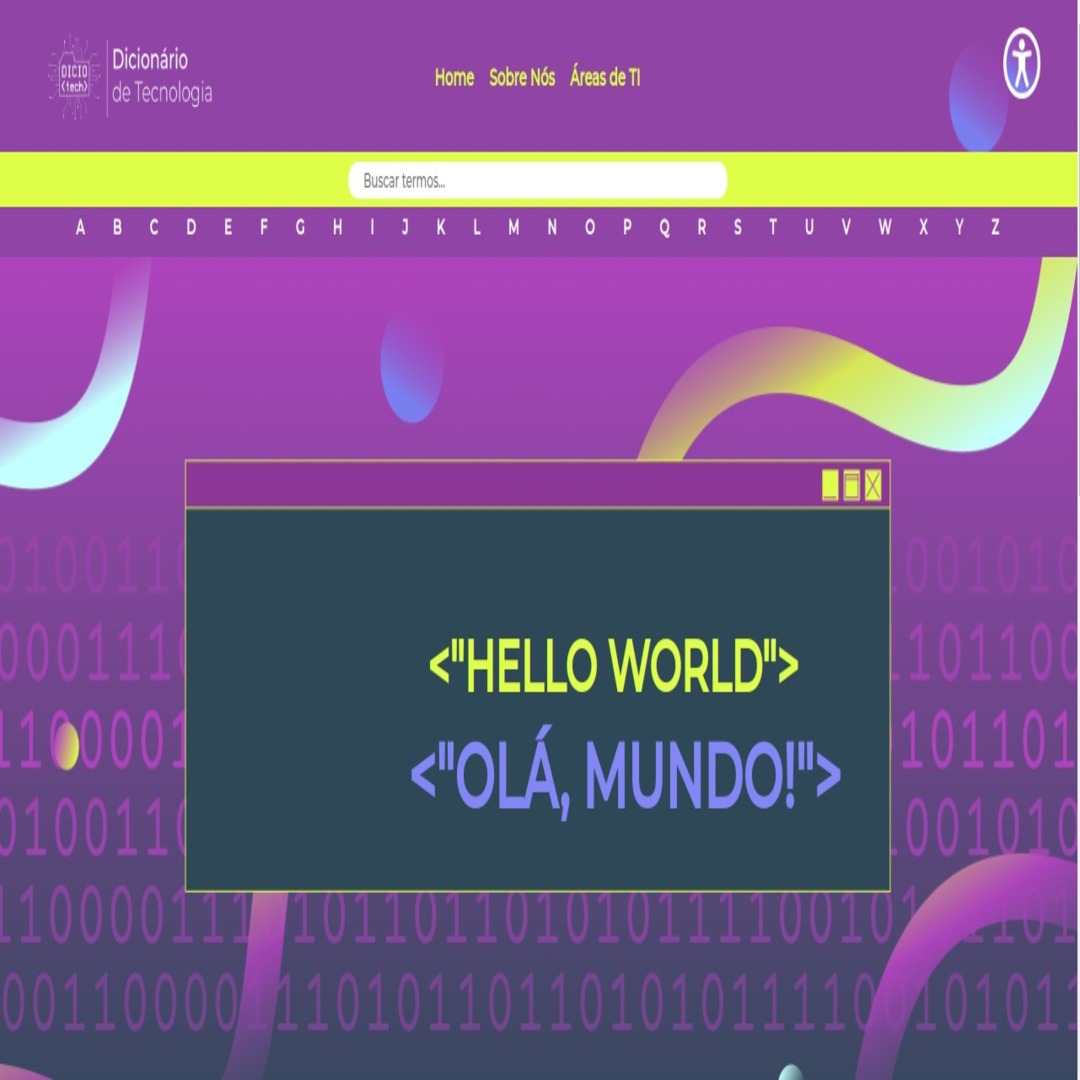 DICIO
<tech>
Dicionário
de Tecnologia
Home Sobre Nós Áreas de TI
Buscar termos...
A B C D E F G H I J K L M N O P Q R S T U V W X Y Z
<"HELLO WORLD">
<"OLÁ, MUNDO!">